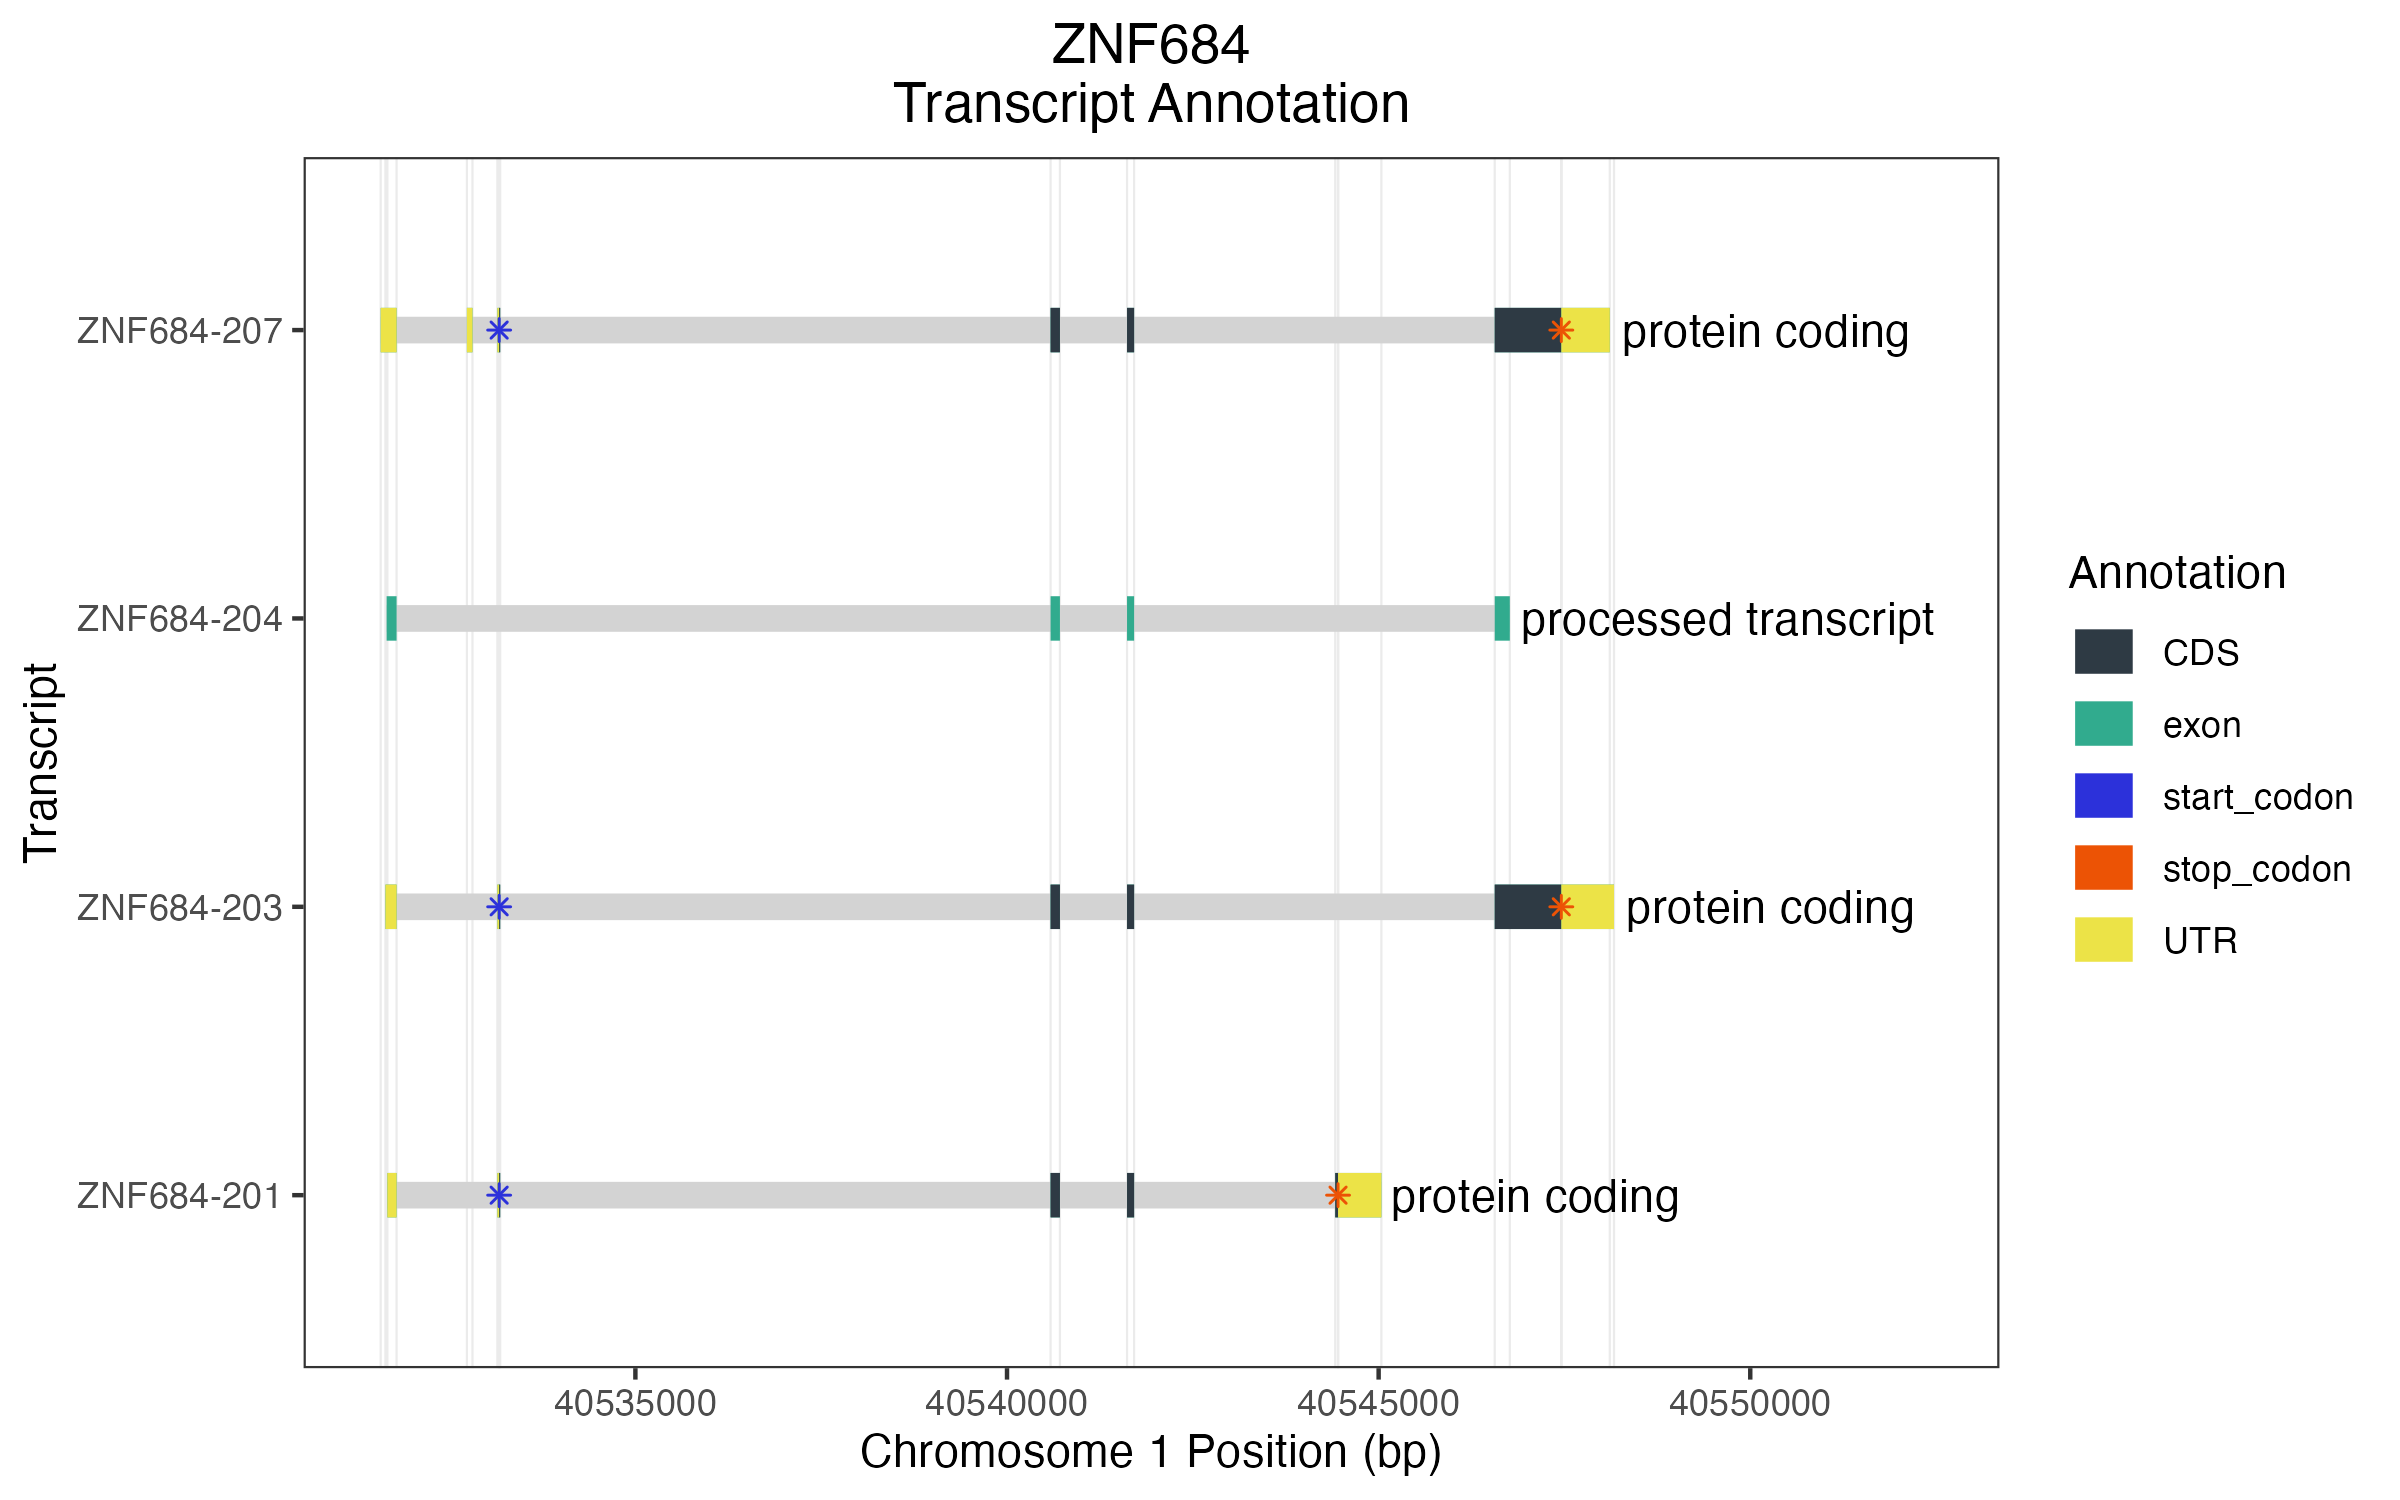 ZNF684
Transcript Annotation
Transcript
ZNF684-207
protein coding
ZNF684-204
processed transcript
ZNF684-203
protein coding
ZNF684-201
protein coding
40535000
40540000
40545000
40550000
Chromosome 1 Position (bp)
Annotation
CDS
exon
start_codon
stop_codon
UTR